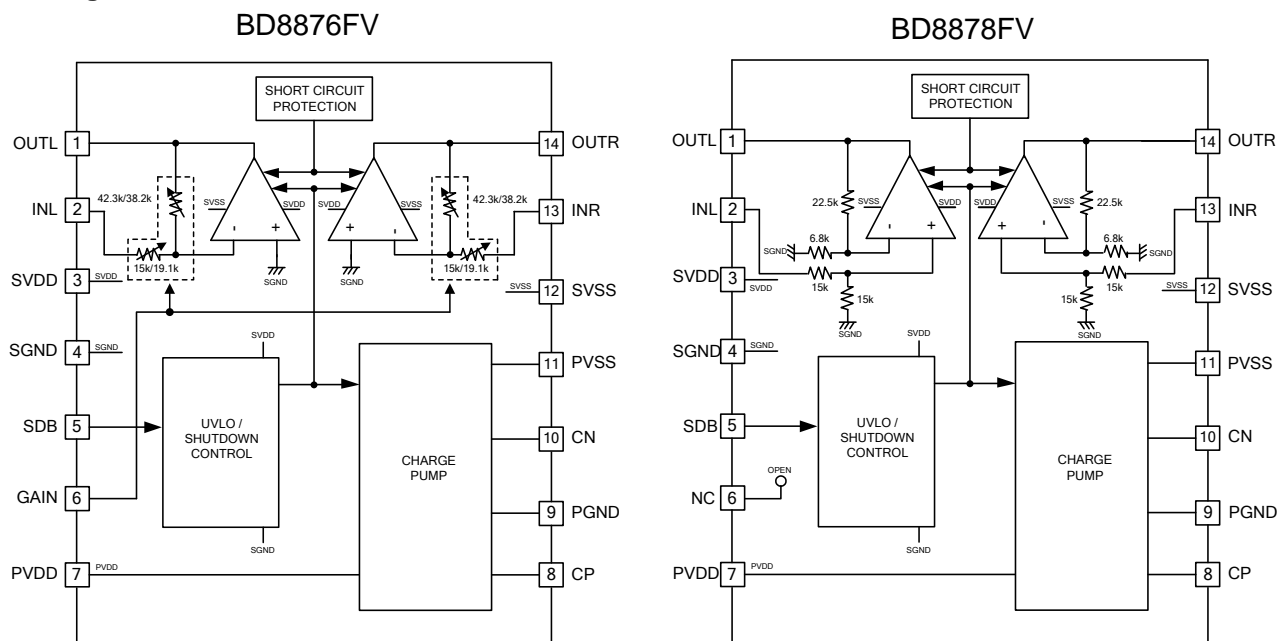 BD8876FV
SHORT CIRCUIT
PROTECTION
OUTL 1
14 OUTR
42.3k/38.2k
42.3k/38.2k
SVSS
SVDD
SVDD
SVSS
INL 2
13 INR
- +
+ -
15k/19.1k
15k/19.1k
SGND
SGND
SVDD 3 SVDD
SVSS 12 SVSS
SGND 4 SGND
SVDD
11 PVSS
SDB 5
UVLO /
SHUTDOWN
CONTROL
10 CN
CHARGE
PUMP
GAIN 6
9 PGND
SGND
PVDD 7 PVDD
8 CP
BD8878FV
SHORT CIRCUIT
PROTECTION
OUTL 1
14 OUTR
22.5k
22.5k
SVSS
SVDD
SVDD
SVSS
INL 2
13 INR
- +
+ -
6.8k
6.8k
SGND
SGND
15k
15k
SVDD 3 SVDD
15k
15k
SVSS 12 SVSS
SGND
SGND
SGND 4 SGND
SVDD
11 PVSS
SDB 5
UVLO /
SHUTDOWN
CONTROL
10 CN
CHARGE
PUMP
OPEN
NC 6
9 PGND
SGND
PVDD 7 PVDD
8 CP